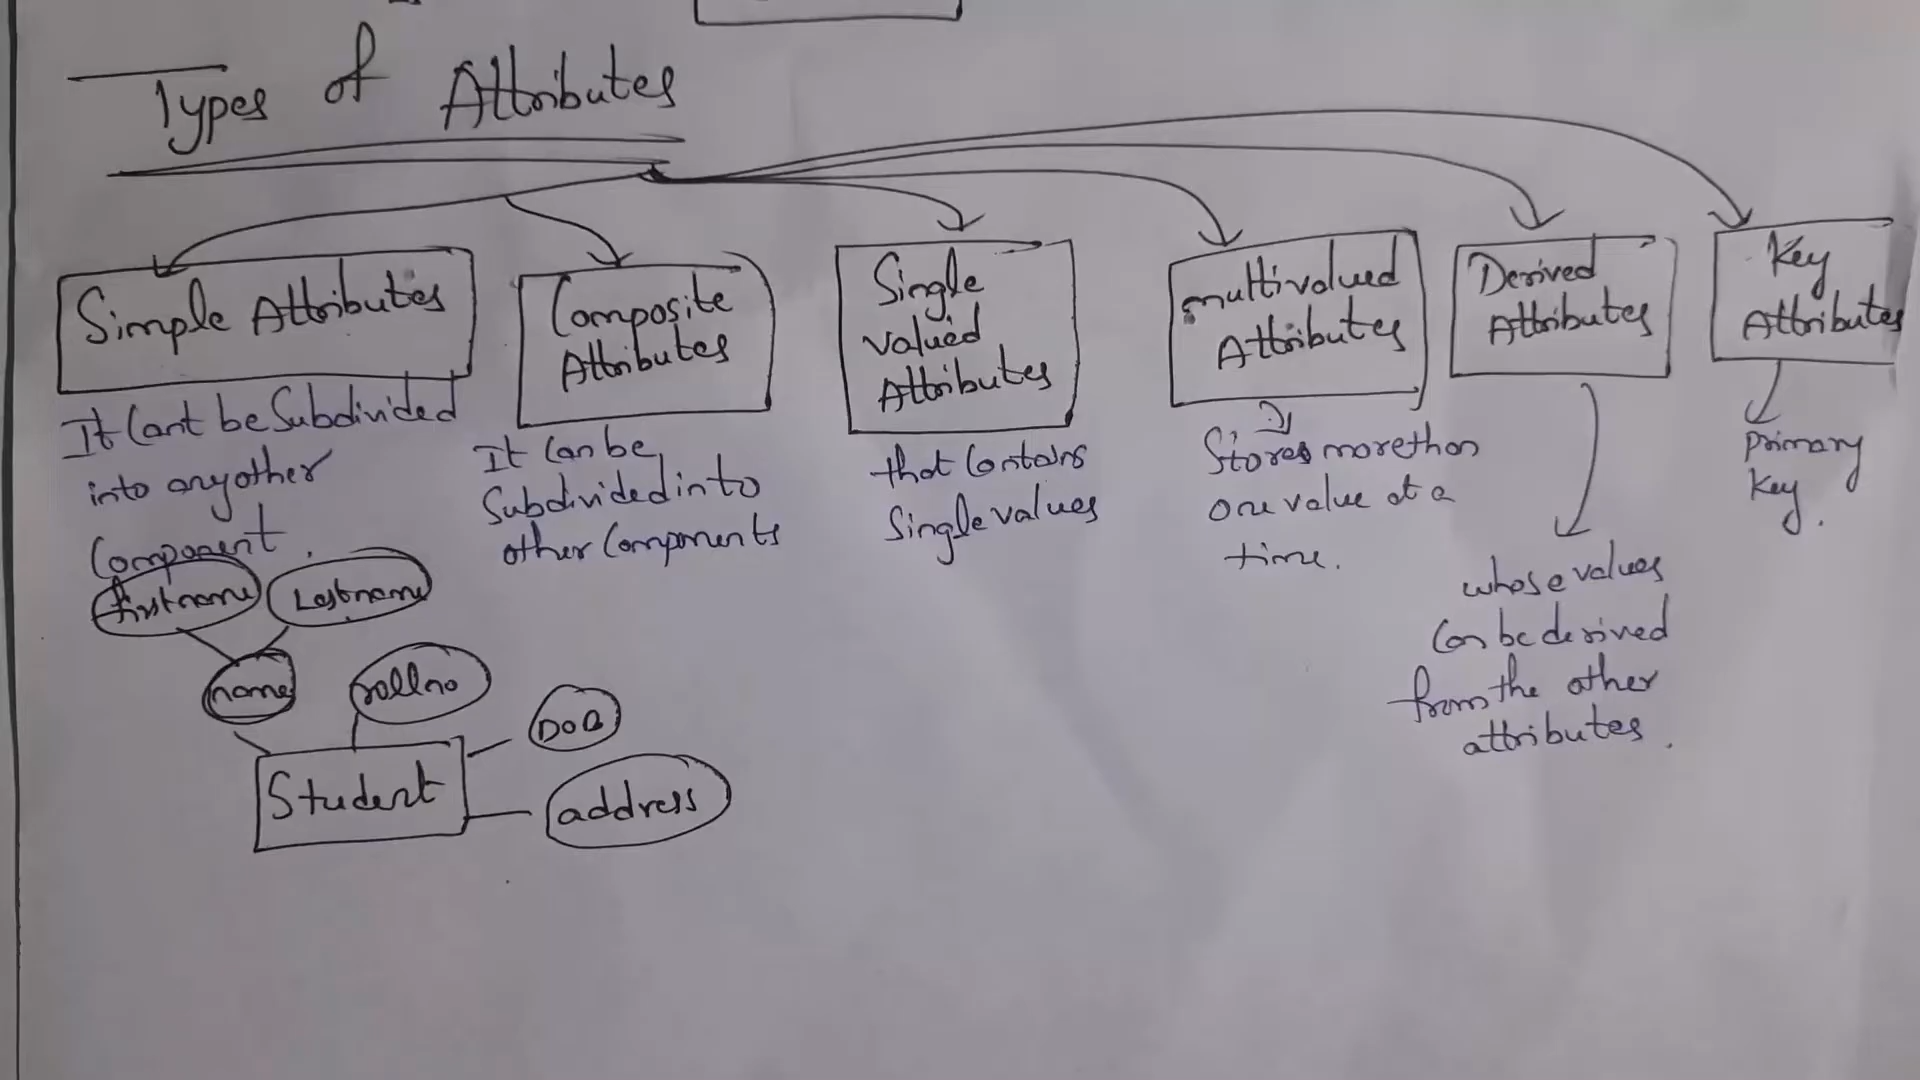 Types of Attributes
Simple Attributes
It Can't be Subdivided
into any other
Component.
Composite
Attributes
It Can be
Subdivided into
other Components
Single
valued
Attributes
that Contains
Single values
multivalued
Attributes
Stores more than
one value at a
time.
Derived
Attributes
whose values
Can be derived
from the other
attributes.
Key
Attributes
Primary
Key.
firstname
Lastname
name
rollno
DOB
address
Student